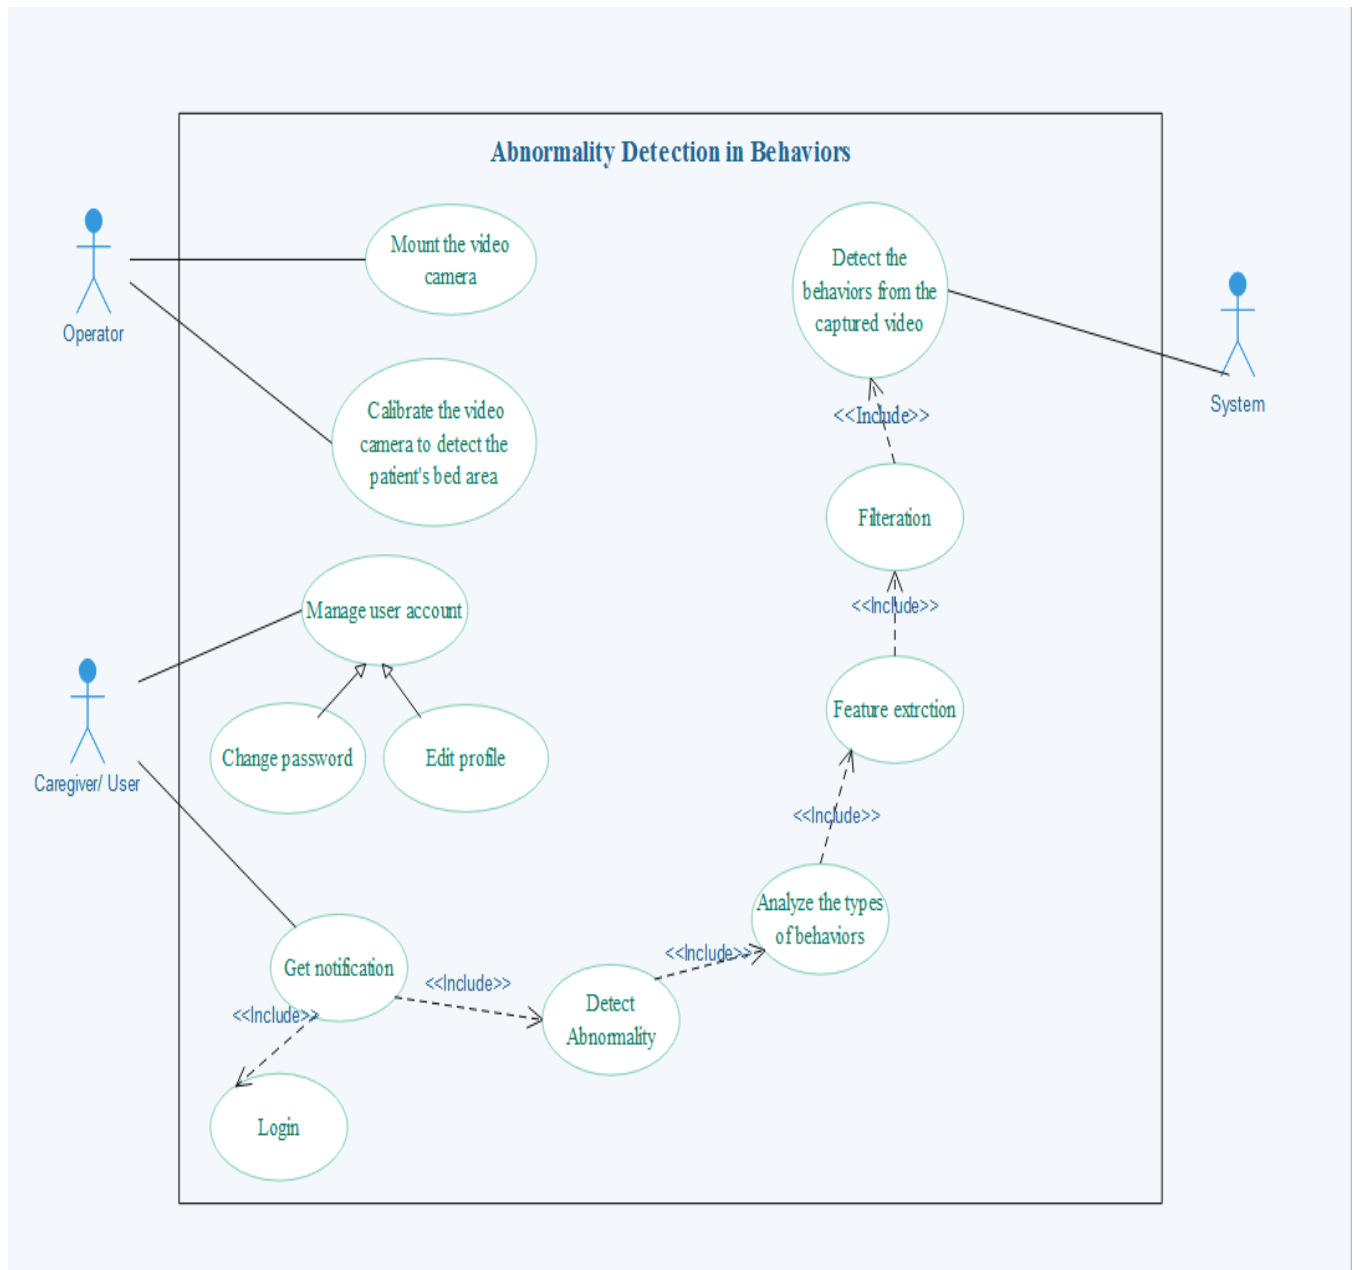 Abnormality Detection in Behaviors
Operator
Mount the video
camera
Calibrate the video
camera to detect the
patient's bed area
Detect the
behaviors from the
captured video
System
<<Include>>
Filteration
<<Include>>
Manage user account
Change password
Edit profile
Caregiver/ User
Feature extrction
<<Include>>
Analyze the types
of behaviors
<<Include>>
Get notification
<<Include>>
Detect
Abnormality
<<Include>>
Login